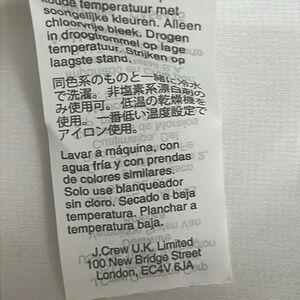 koude temperatuur met
soortgelijke kleuren. Alleen
chloorvrije bleek. Drogen
in droogtrommel op lage
temperatuur. Strijken op
laagste stand.
同色系のものと一緒に冷水
で洗濯。非塩素系漂白剤の
み使用可。低温の乾燥機を
使用。一番低い温度設定で
アイロン使用。
Lavar a máquina, con
agua fría y con prendas
de colores similares.
Solo use blanqueador
sin cloro. Secado a baja
temperatura. Planchar a
temperatura baja.
J.Crew U.K. Limited
100 New Bridge Street
London, EC4V 6JA